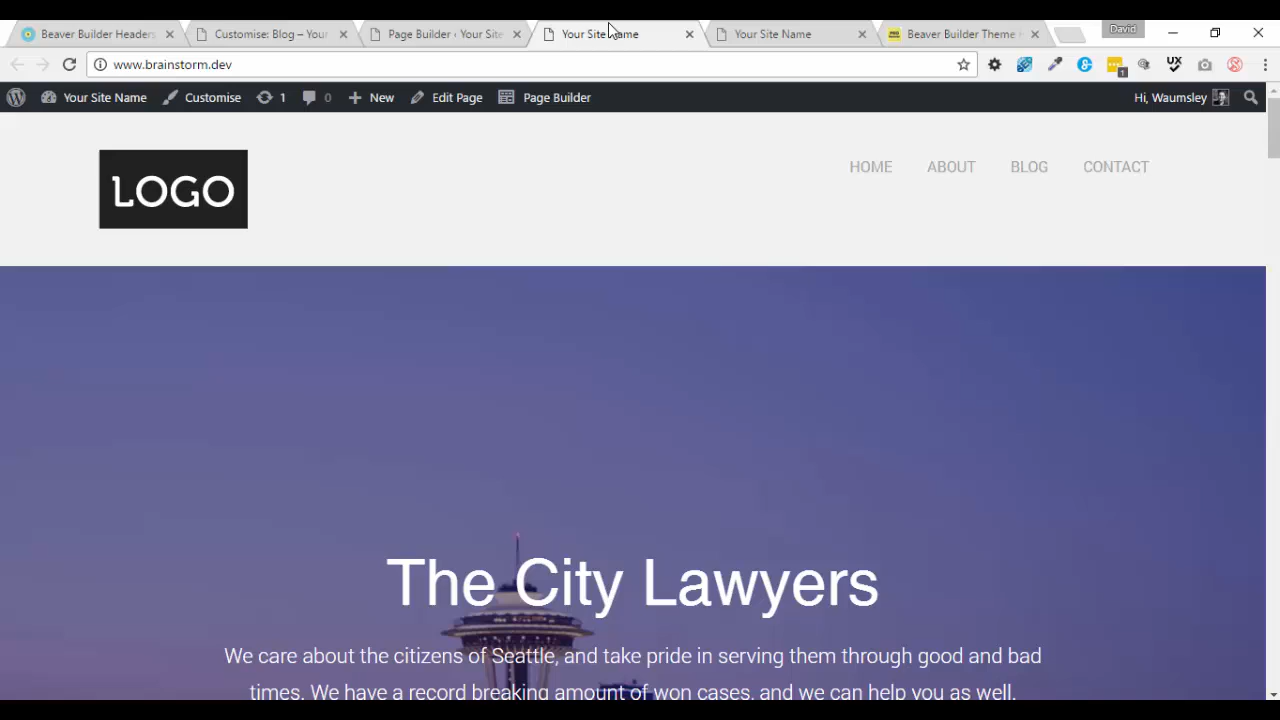 Beaver Builder Headers
Customise: Blog – Your
Page Builder ‹ Your Site
Your Site Name
Your Site Name
Beaver Builder Theme H
David
www.brainstorm.dev
1
UX
Your Site Name
Customise
1
0
New
Edit Page
Page Builder
Hi, Waumsley
LOGO
HOME
ABOUT
BLOG
CONTACT
The City Lawyers
We care about the citizens of Seattle, and take pride in serving them through good and bad
times. We have a record breaking amount of won cases, and we can help you as well.